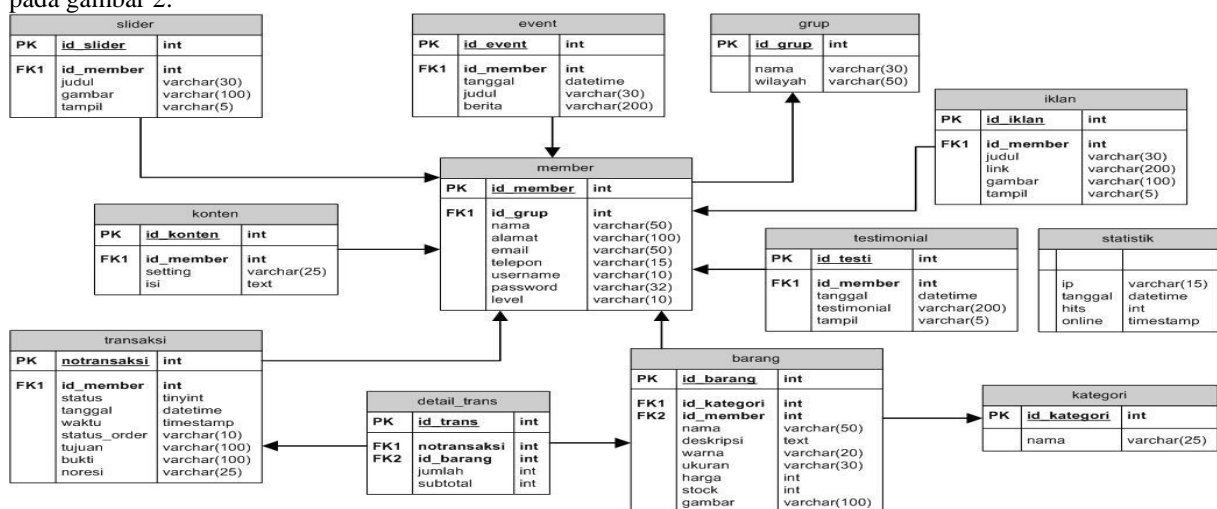 pada gambar 2.
slider
PK id_slider int
FK1 id_member int
judul varchar(30)
gambar varchar(100)
tampil varchar(5)
event
PK id_event int
FK1 id_member int
tanggal datetime
judul varchar(30)
berita varchar(200)
grup
PK id_grup int
nama varchar(30)
wilayah varchar(50)
iklan
PK id_iklan int
FK1 id_member int
judul varchar(30)
link varchar(200)
gambar varchar(100)
tampil varchar(5)
member
PK id_member int
FK1 id_grup int
nama varchar(50)
alamat varchar(100)
email varchar(50)
telepon varchar(15)
username varchar(10)
password varchar(32)
level varchar(10)
konten
PK id_konten int
FK1 id_member int
setting varchar(25)
isi text
testimonial
PK id_testi int
FK1 id_member int
tanggal datetime
testimonial varchar(200)
tampil varchar(5)
statistik
ip varchar(15)
tanggal datetime
hits int
online timestamp
transaksi
PK notransaksi int
FK1 id_member int
status tinyint
tanggal datetime
waktu timestamp
status_order varchar(10)
tujuan varchar(100)
bukti varchar(100)
noresi varchar(25)
detail_trans
PK id_trans int
FK1 notransaksi int
FK2 id_barang int
jumlah int
subtotal int
barang
PK id_barang int
FK1 id_kategori int
FK2 id_member int
nama varchar(50)
deskripsi text
warna varchar(20)
ukuran varchar(30)
harga int
stock int
gambar varchar(100)
kategori
PK id_kategori int
nama varchar(25)